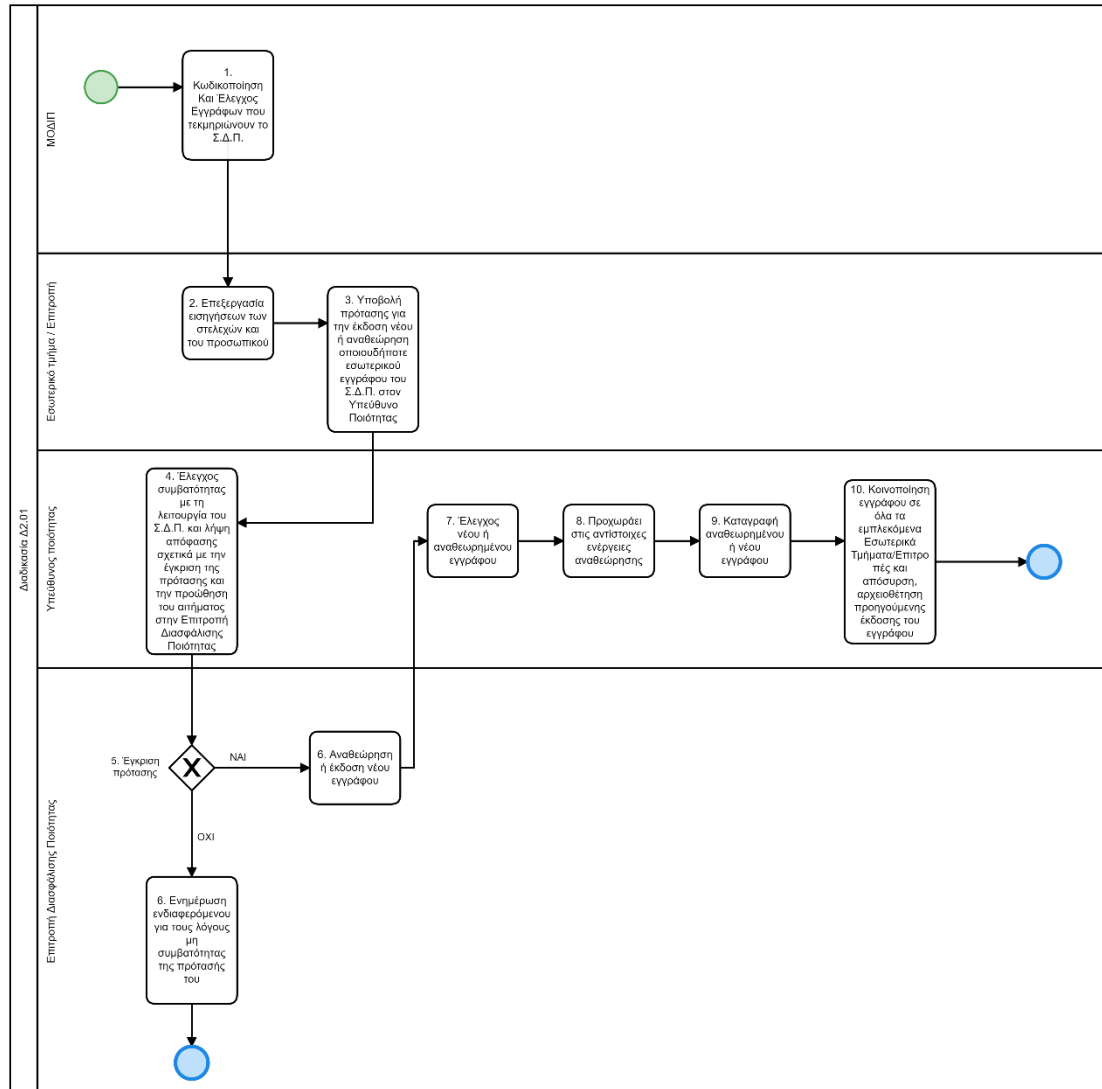 Διαδικασία Δ2.01
ΜΟΔΙΠ
1.
Κωδικοποίηση
Και Έλεγχος
Εγγράφων που
τεκμηριώνουν το
Σ.Δ.Π.
Εσωτερικό τμήμα / Επιτροπή
2. Επεξεργασία
εισηγήσεων των
στελεχών και
του προσωπικού
3. Υποβολή
πρότασης για
την έκδοση νέου
ή αναθεώρηση
οποιουδήποτε
εσωτερικού
εγγράφου του
Σ.Δ.Π. στον
Υπεύθυνο
Ποιότητας
Υπεύθυνος ποιότητας
4. Έλεγχος
συμβατότητας
με τη
λειτουργία του
Σ.Δ.Π. και λήψη
απόφασης
σχετικά με την
έγκριση της
πρότασης και
την προώθηση
του αιτήματος
στην Επιτροπή
Διασφάλισης
Ποιότητας
7. Έλεγχος
νέου ή
αναθεωρημένου
εγγράφου
8. Προχωράει
στις αντίστοιχες
ενέργειες
αναθεώρησης
9. Καταγραφή
αναθεωρημένου
ή νέου
εγγράφου
10. Κοινοποίηση
εγγράφου σε
όλα τα
εμπλεκόμενα
Εσωτερικά
Τμήματα/Επιτρο
πές και
απόσυρση,
αρχειοθέτηση
προηγούμενης
έκδοσης του
εγγράφου
Επιτροπή Διασφάλισης Ποιότητας
5. Έγκριση
πρότασης
ΝΑΙ
6. Αναθεώρηση
ή έκδοση νέου
εγγράφου
ΟΧΙ
6. Ενημέρωση
ενδιαφερόμενου
για τους λόγους
μη
συμβατότητας
της πρότασής
του